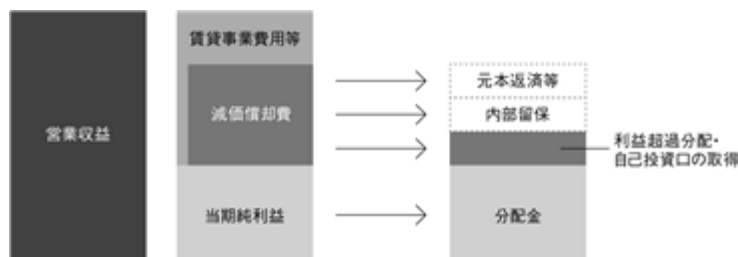 営業収益
賃貸事業費用等
減価償却費
当期純利益
元本返済等
内部留保
利益超過分配・
自己投資口の取得
分配金